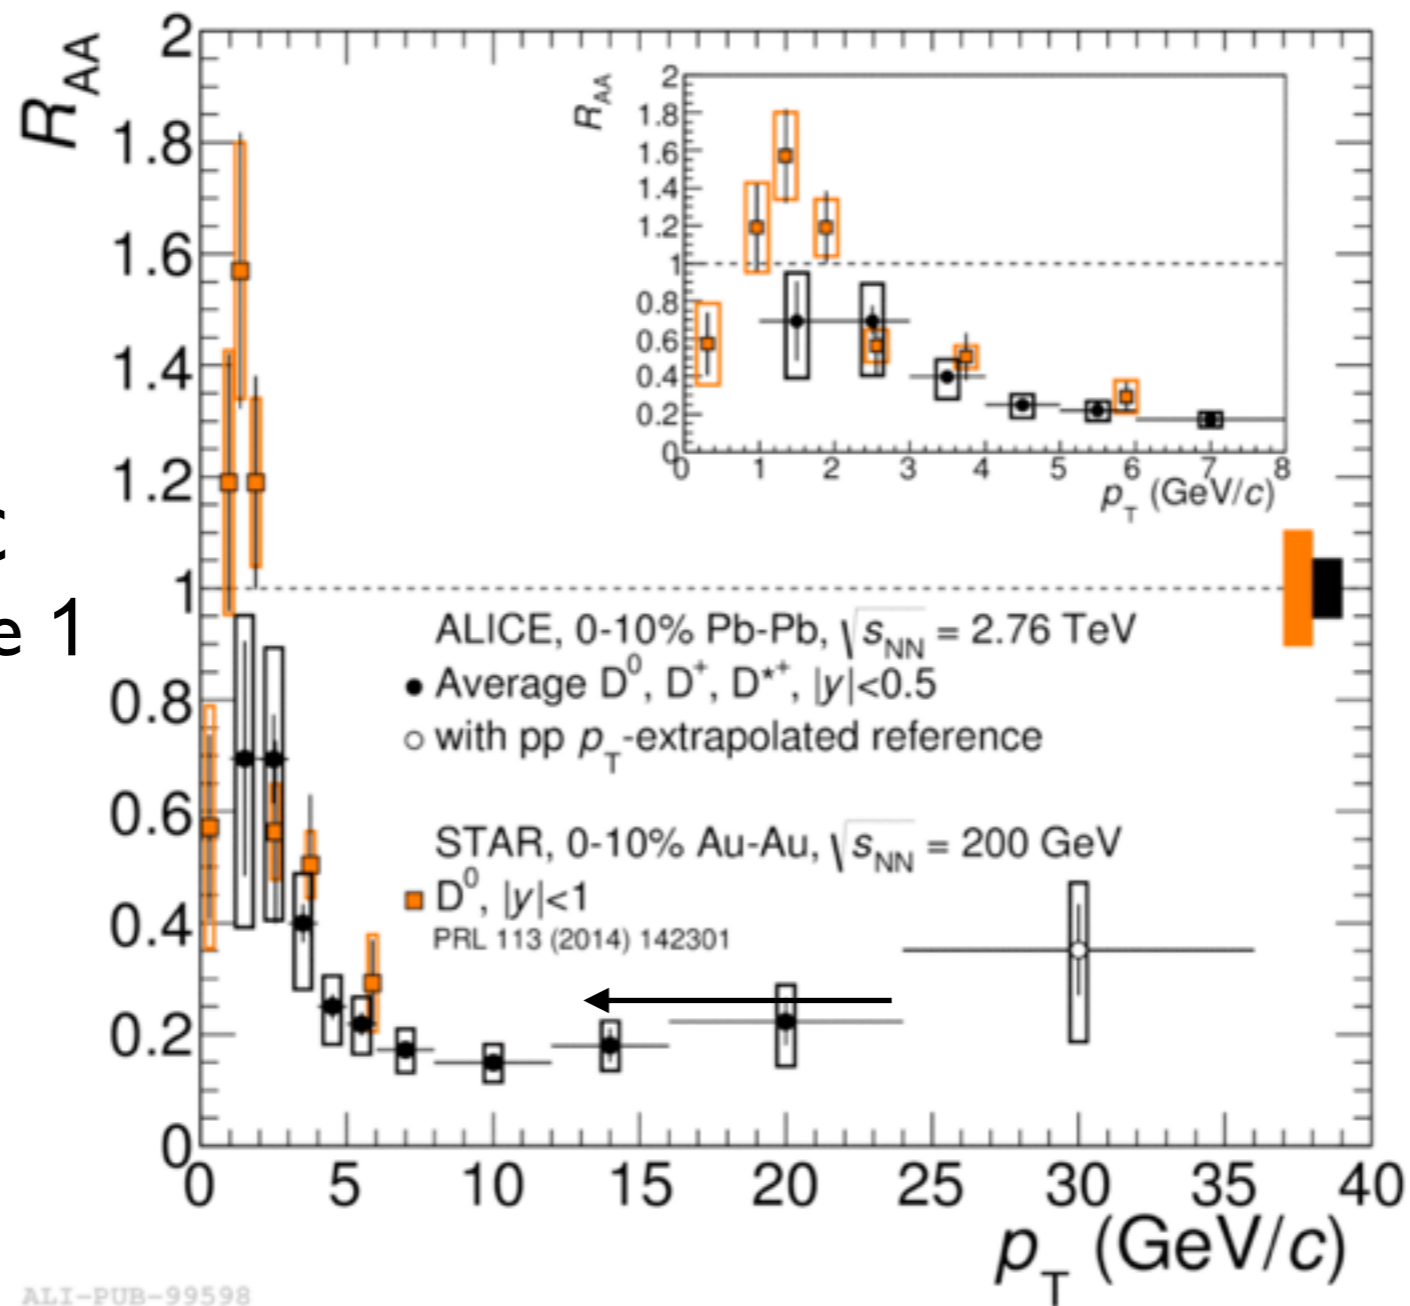 R_AA
2
1.8
1.6
1.4
1.2
1
0.8
0.6
0.4
0.2
0
R_AA
2
1.8
1.6
1.4
1.2
1
0.8
0.6
0.4
0.2
0
0 1 2 3 4 5 6 7 8
p_T (GeV/c)
e 1
ALICE, 0-10% Pb-Pb, √s_NN = 2.76 TeV
● Average D⁰, D⁺, D*⁺, |y|<0.5
○ with pp p_T-extrapolated reference
STAR, 0-10% Au-Au, √s_NN = 200 GeV
D⁰, |y|<1
PRL 113 (2014) 142301
0 5 10 15 20 25 30 35 40
p_T (GeV/c)
ALI-PUB-99598